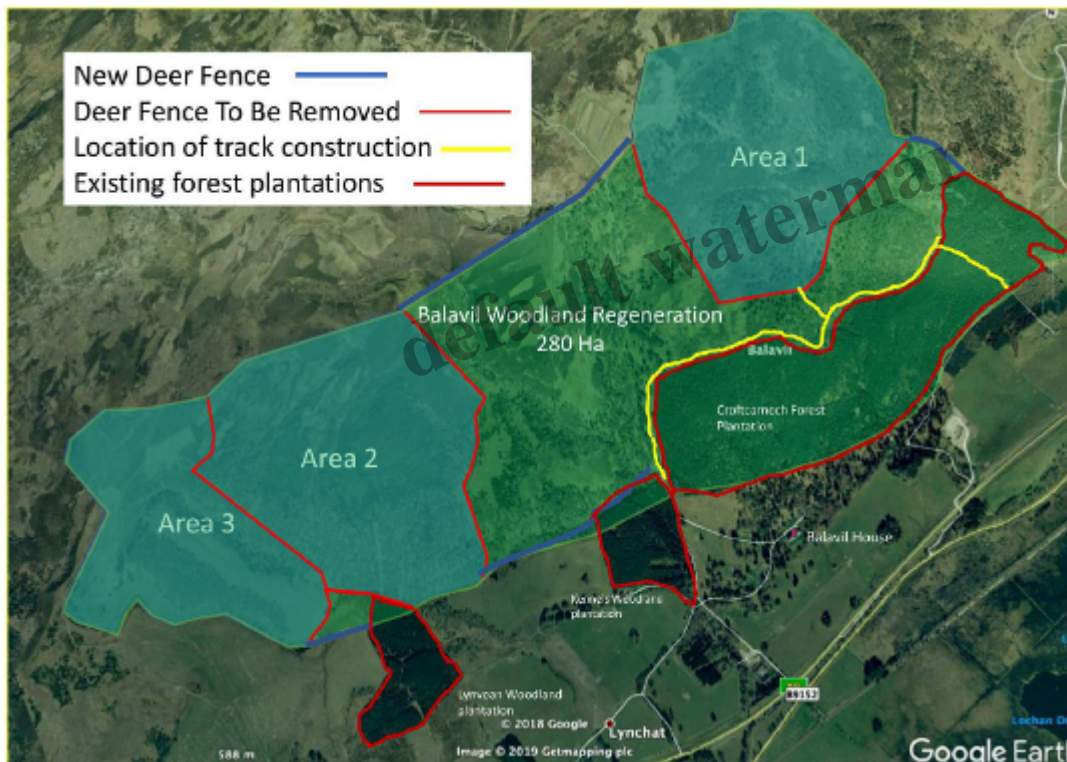 New Deer Fence
Deer Fence To Be Removed
Location of track construction
Existing forest plantations
Area 1
default watermark
Balavil Woodland Regeneration
280 Ha
Balavil
Croftcarnoch Forest
Plantation
Area 2
Area 3
Balavil House
Kennels Woodland
plantation
Lynvean Woodland
plantation
B9152
© 2018 Google
Lynchat
588 m
Image © 2019 Getmapping plc
Lochan
Google Earth